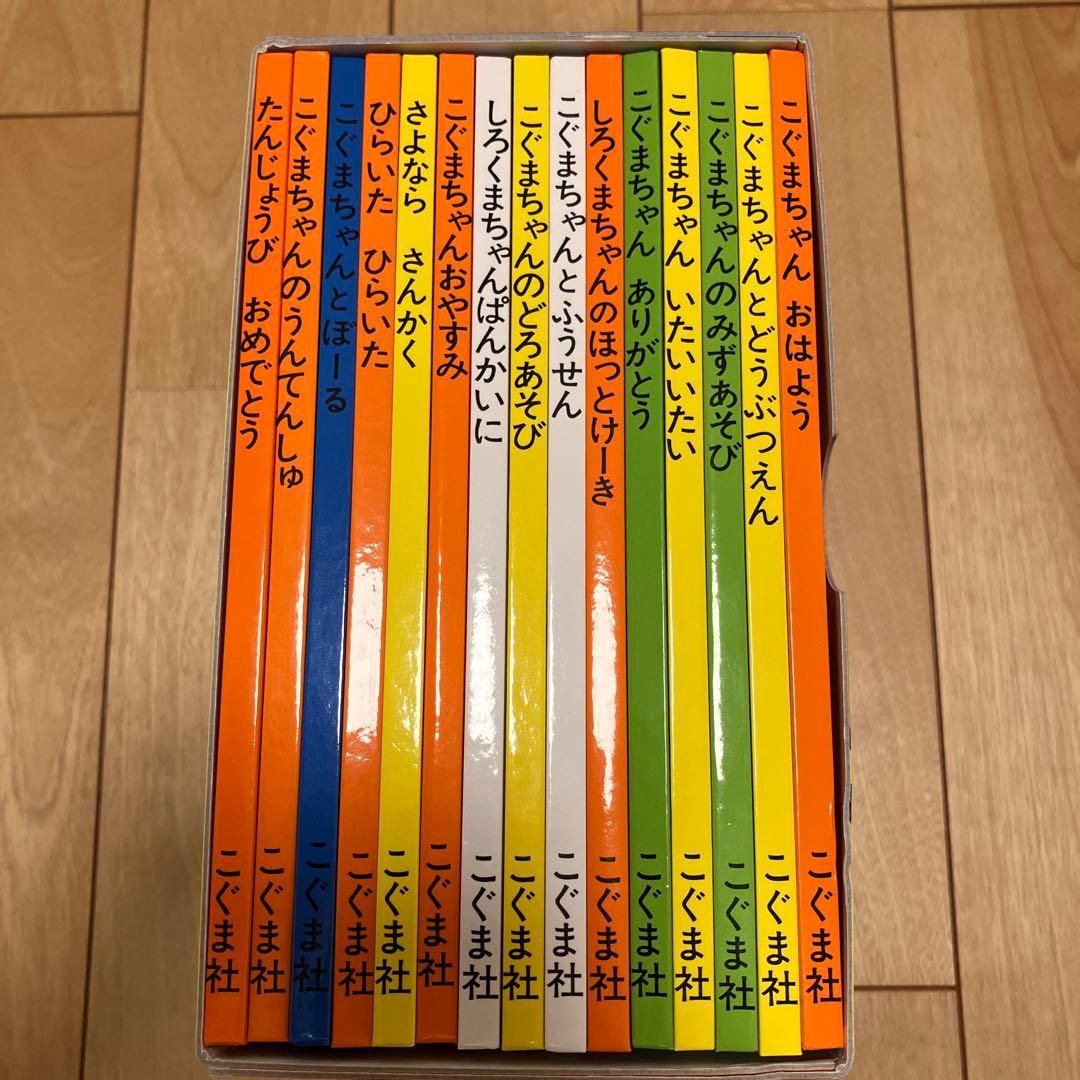 こぐまちゃん おはよう
こぐま社
こぐまちゃんとどうぶつえん
こぐま社
こぐまちゃんのみずあそび
こぐま社
こぐまちゃん いたいいたい
こぐま社
こぐまちゃん ありがとう
こぐま社
しろくまちゃんのほっとけーき
こぐま社
こぐまちゃんとふうせん
こぐま社
こぐまちゃんのどろあそび
こぐま社
しろくまちゃんぱんかいに
こぐま社
こぐまちゃんおやすみ
こぐま社
さよなら さんかく
こぐま社
ひらいた ひらいた
こぐま社
こぐまちゃんとぼーる
こぐま社
こぐまちゃんのうんてんしゅ
こぐま社
たんじょうび おめでとう
こぐま社